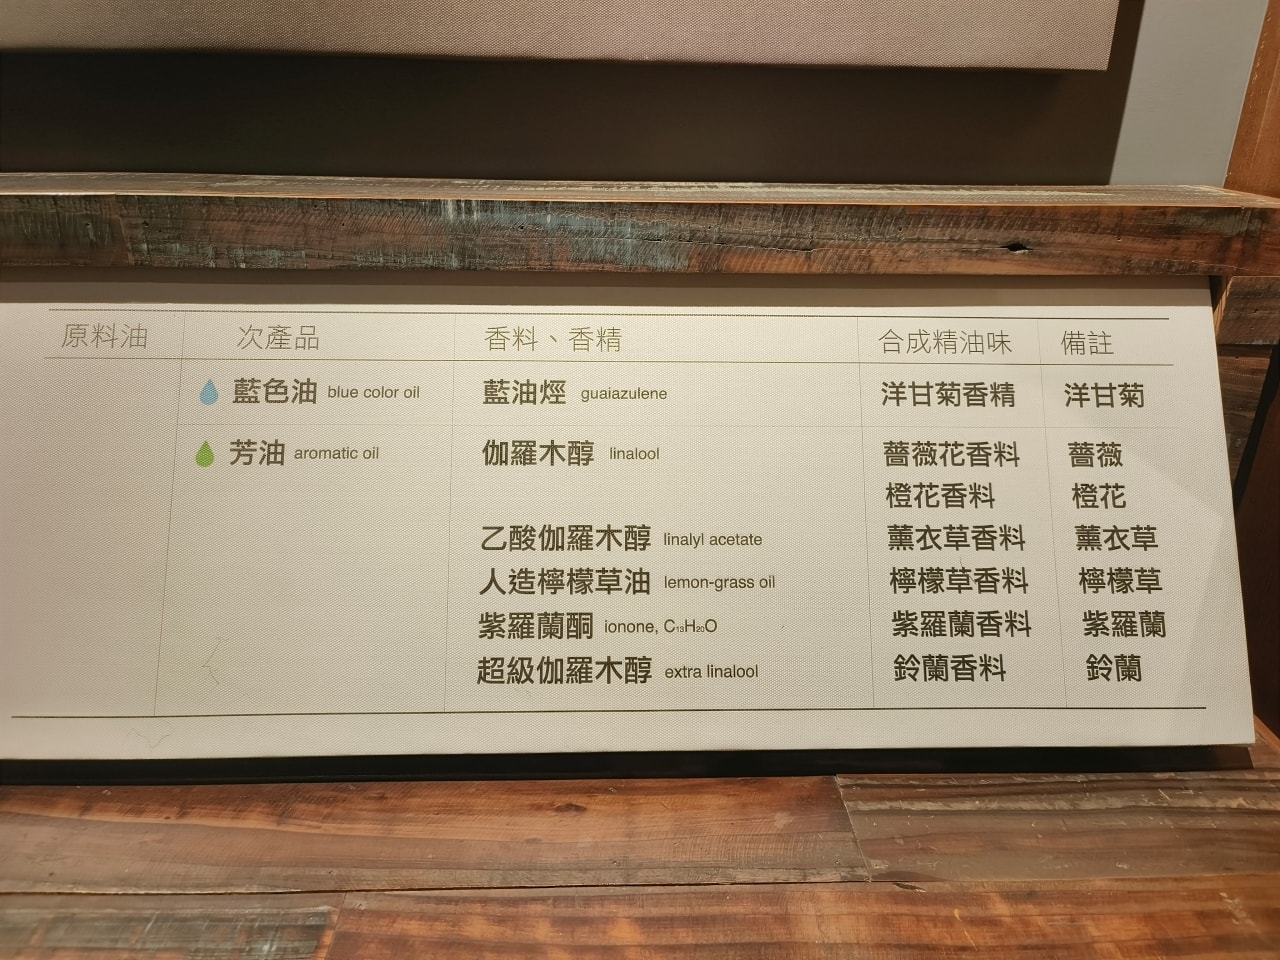 原料油 次產品 香料、香精 合成精油味 備註
藍色油 blue color oil 藍油烴 guaiazulene 洋甘菊香精 洋甘菊
芳油 aromatic oil 伽羅木醇 linalool 薔薇花香料 薔薇
橙花香料 橙花
乙酸伽羅木醇 linalyl acetate 薰衣草香料 薰衣草
人造檸檬草油 lemon-grass oil 檸檬草香料 檸檬草
紫羅蘭酮 ionone, C₁₃H₂₀O 紫羅蘭香料 紫羅蘭
超級伽羅木醇 extra linalool 鈴蘭香料 鈴蘭